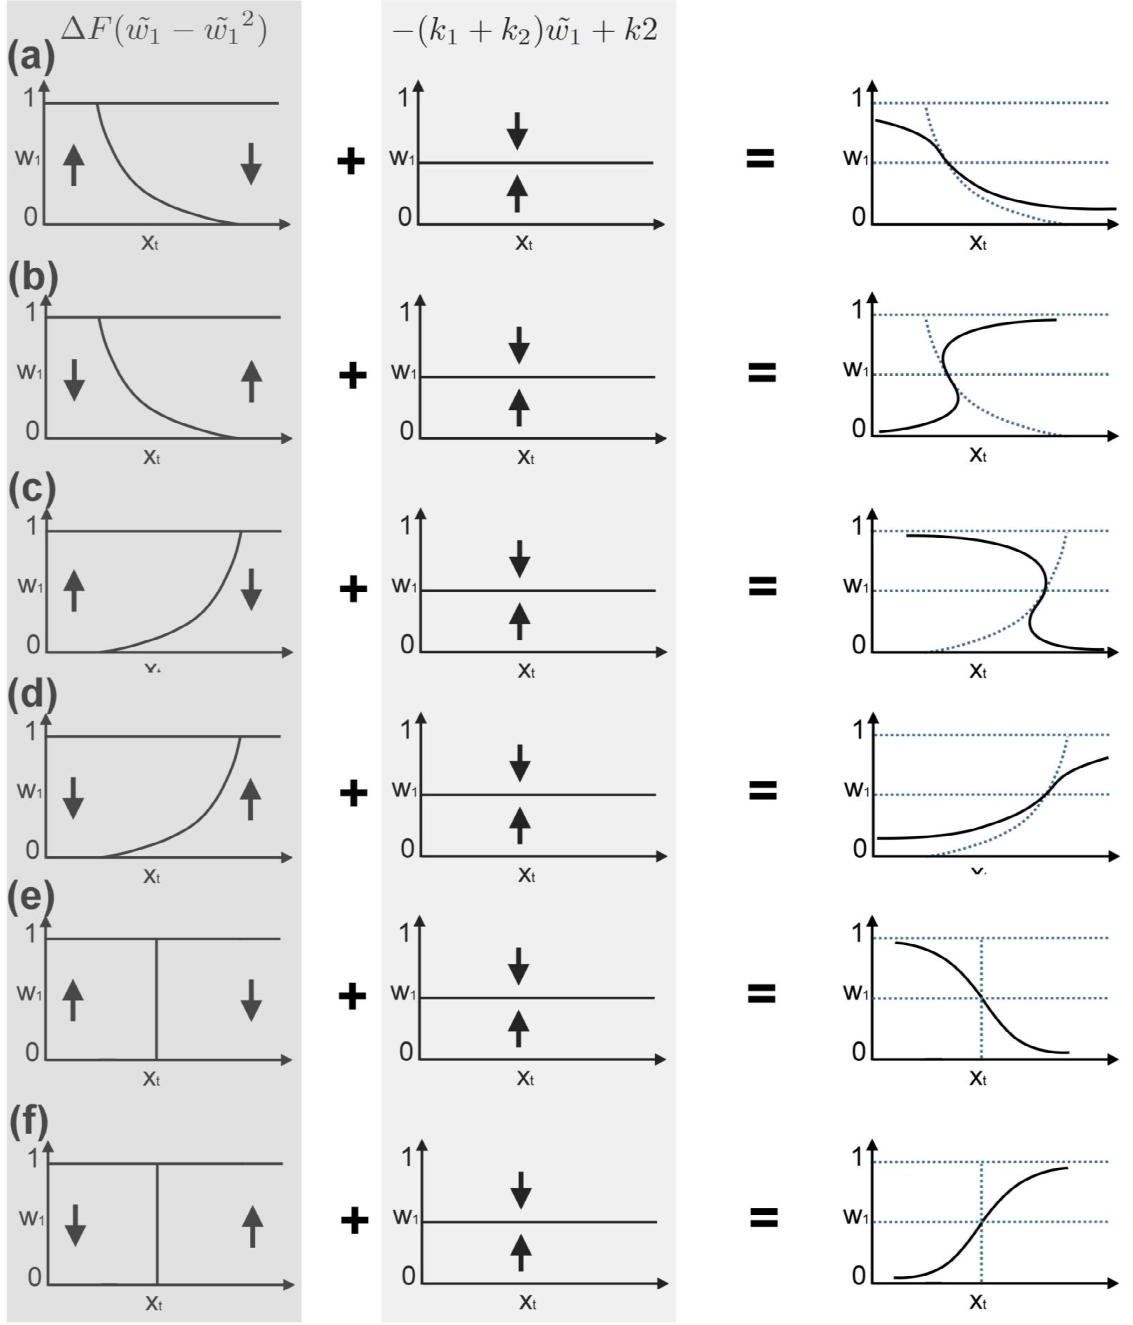 ΔF(w̃₁ − w̃₁²) −(k₁ + k₂)w̃₁ + k2
(a)
1 1 1
w₁ + w₁ = w₁
0 0 0
xₜ xₜ xₜ
(b)
1 1 1
w₁ + w₁ = w₁
0 0 0
xₜ xₜ xₜ
(c)
1 1 1
w₁ + w₁ = w₁
0 0 0
xₜ xₜ xₜ
(d)
1 1 1
w₁ + w₁ = w₁
0 0 0
xₜ xₜ xₜ
(e)
1 1 1
w₁ + w₁ = w₁
0 0 0
xₜ xₜ xₜ
(f)
1 1 1
w₁ + w₁ = w₁
0 0 0
xₜ xₜ xₜ